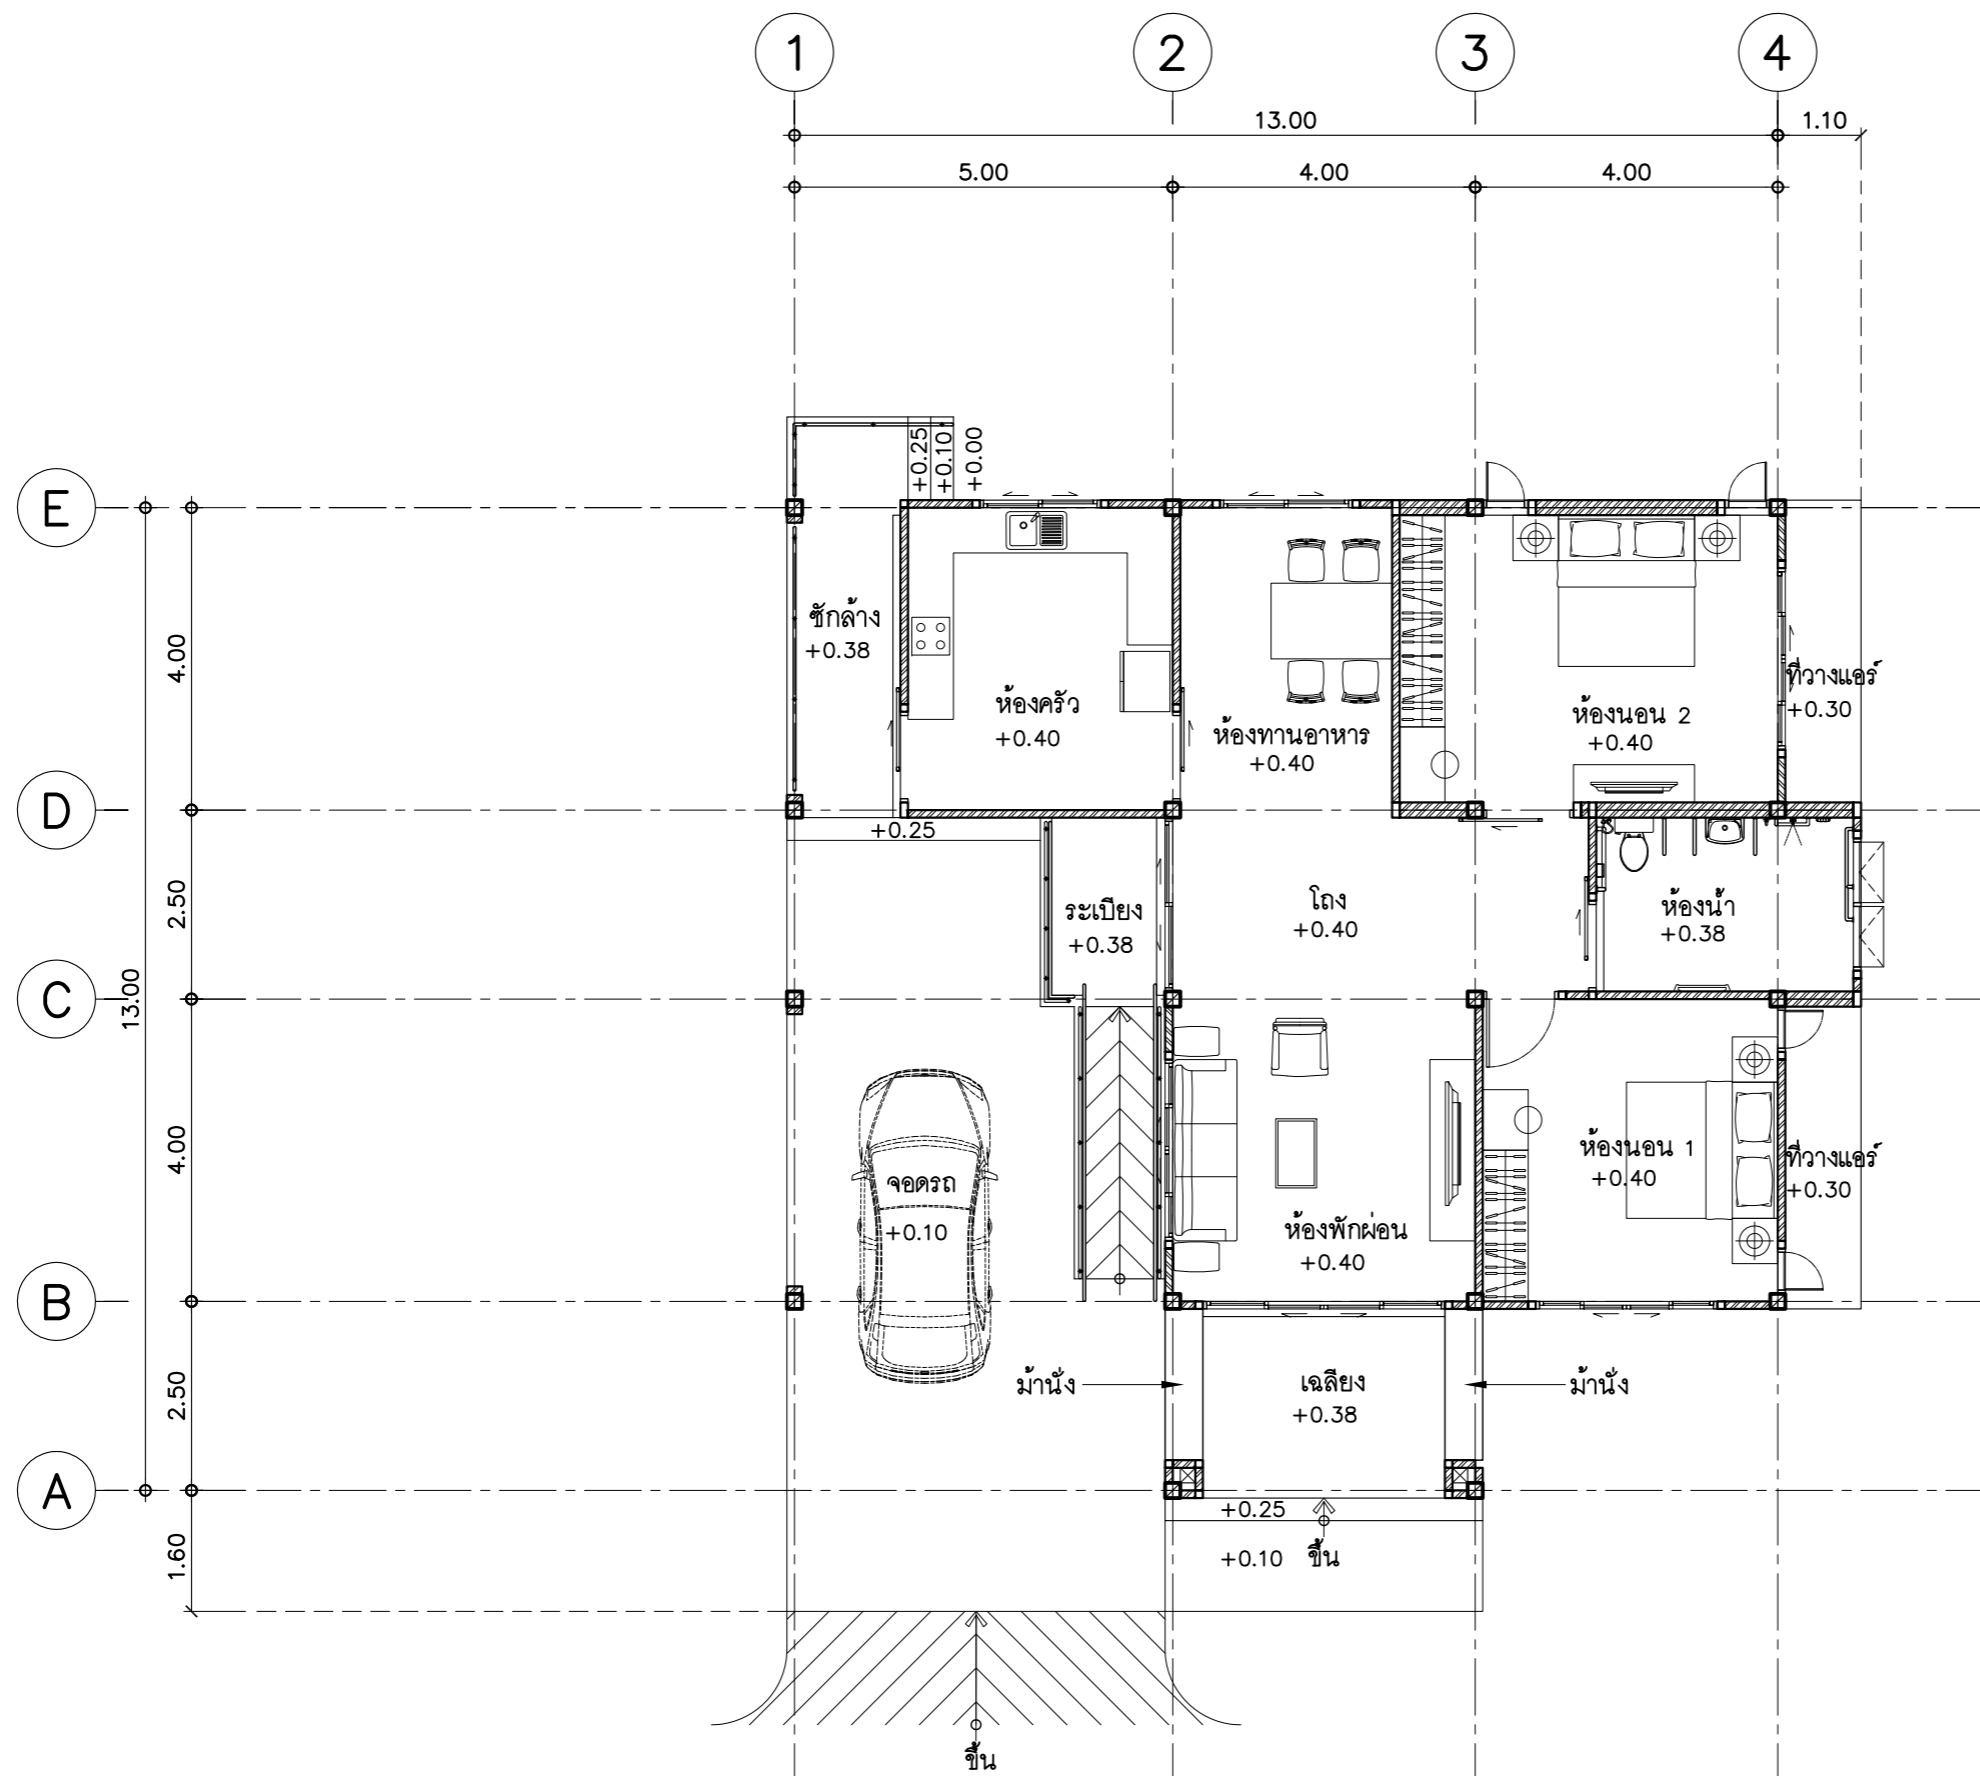 1
2
3
4
13.00
1.10
5.00
4.00
4.00
+0.25
+0.10
+0.00
E
ซักล้าง
+0.38
4.00
ห้องครัว
+0.40
ห้องทานอาหาร
+0.40
ห้องนอน 2
+0.40
ที่วางแอร์
+0.30
D
+0.25
2.50
ระเบียง
+0.38
โถง
+0.40
ห้องน้ำ
+0.38
C
13.00
4.00
จอดรถ
+0.10
ห้องพักผ่อน
+0.40
ห้องนอน 1
+0.40
ที่วางแอร์
+0.30
B
2.50
ม้านั่ง
เฉลียง
+0.38
ม้านั่ง
A
+0.25
1.60
+0.10
ขึ้น
ขึ้น